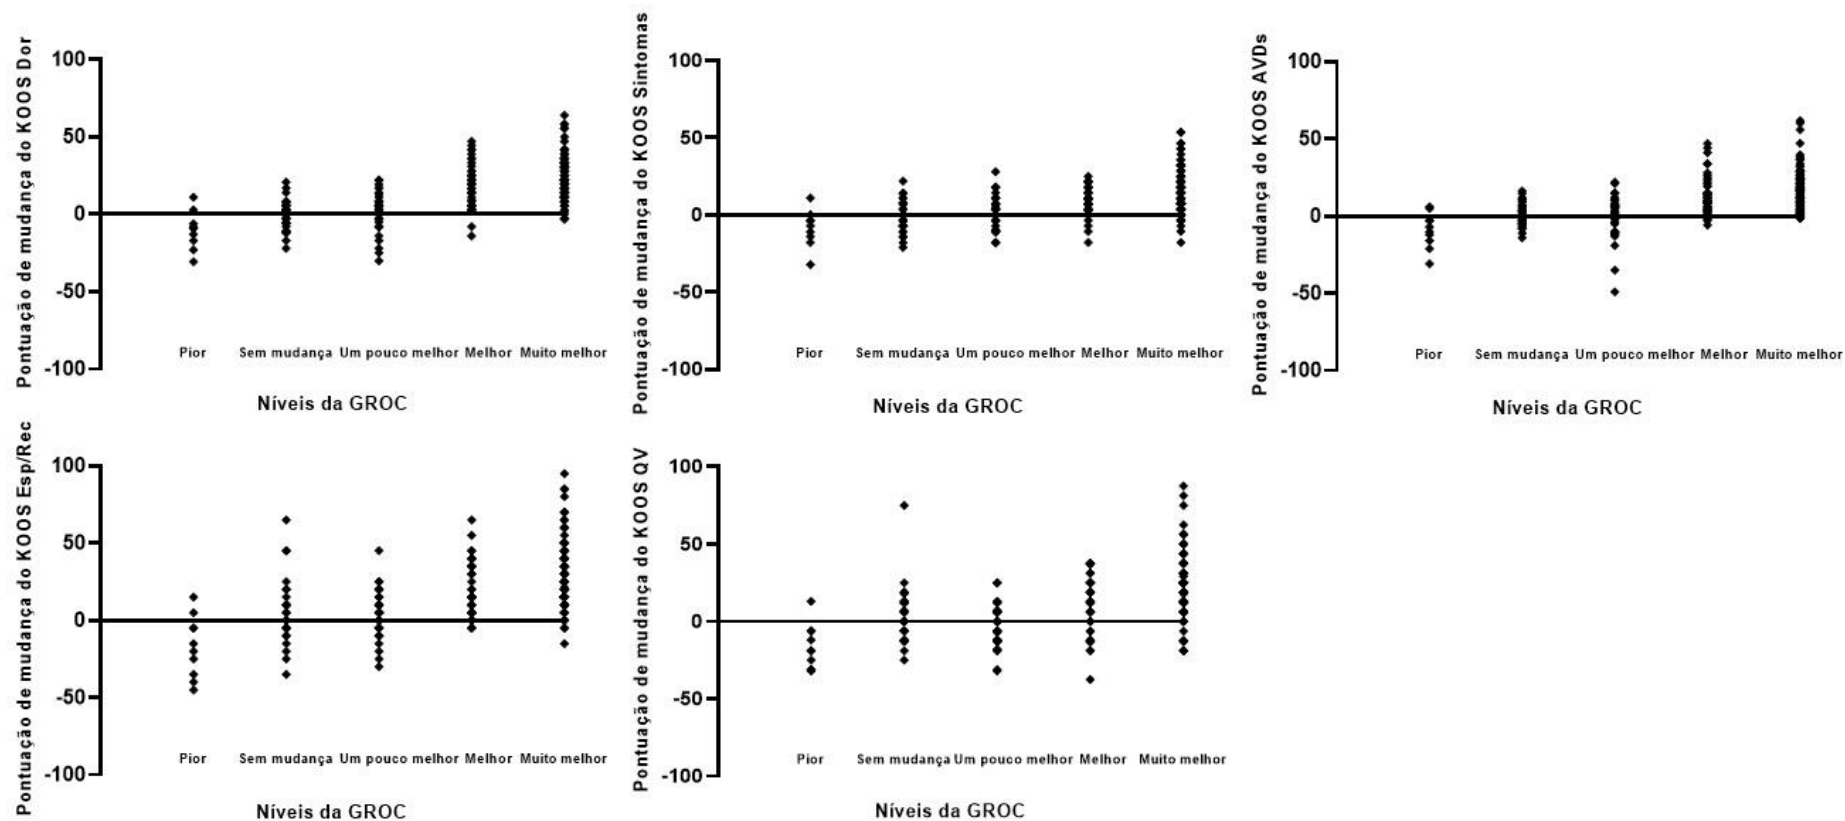 Pontuação de mudança do KOOS Dor
100
50
0
-50
-100
Pior Sem mudança Um pouco melhor Melhor Muito melhor
Níveis da GROC
Pontuação de mudança do KOOS Sintomas
100
50
0
-50
-100
Pior Sem mudança Um pouco melhor Melhor Muito melhor
Níveis da GROC
Pontuação de mudança do KOOS AVDs
100
50
0
-50
-100
Pior Sem mudança Um pouco melhor Melhor Muito melhor
Níveis da GROC
Pontuação de mudança do KOOS Esp/Rec
100
50
0
-50
-100
Pior Sem mudança Um pouco melhor Melhor Muito melhor
Níveis da GROC
Pontuação de mudança do KOOS QV
100
50
0
-50
-100
Pior Sem mudança Um pouco melhor Melhor Muito melhor
Níveis da GROC